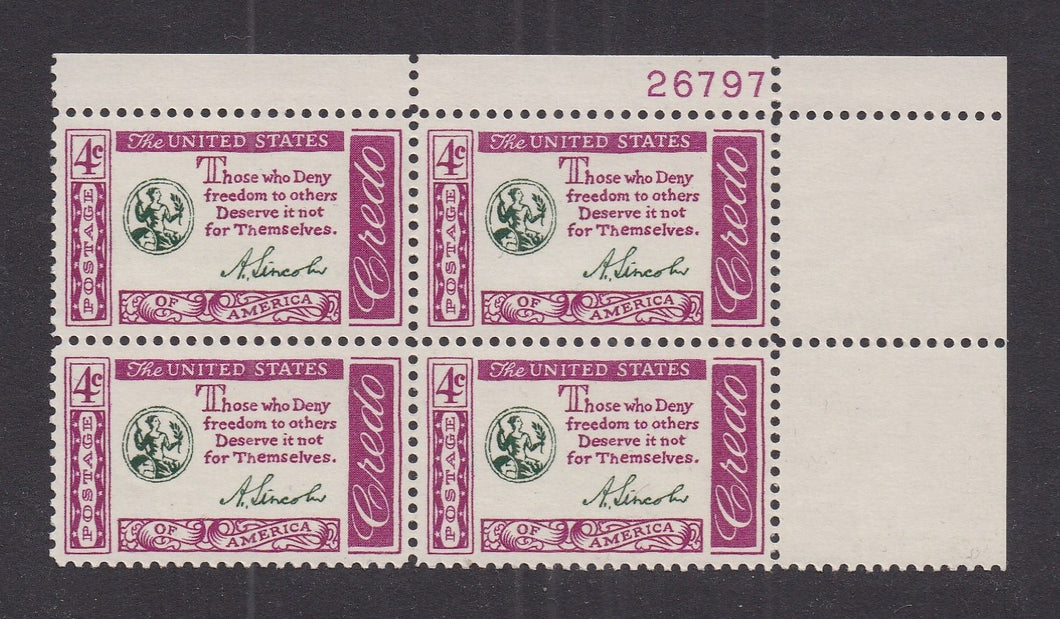 26797
4c
POSTAGE
The UNITED STATES
Those who Deny
freedom to others
Deserve it not
for Themselves.
A. Lincoln
OF AMERICA
Credo
4c
POSTAGE
The UNITED STATES
Those who Deny
freedom to others
Deserve it not
for Themselves.
A. Lincoln
OF AMERICA
Credo
4c
POSTAGE
The UNITED STATES
Those who Deny
freedom to others
Deserve it not
for Themselves.
A. Lincoln
OF AMERICA
Credo
4c
POSTAGE
The UNITED STATES
Those who Deny
freedom to others
Deserve it not
for Themselves.
A. Lincoln
OF AMERICA
Credo